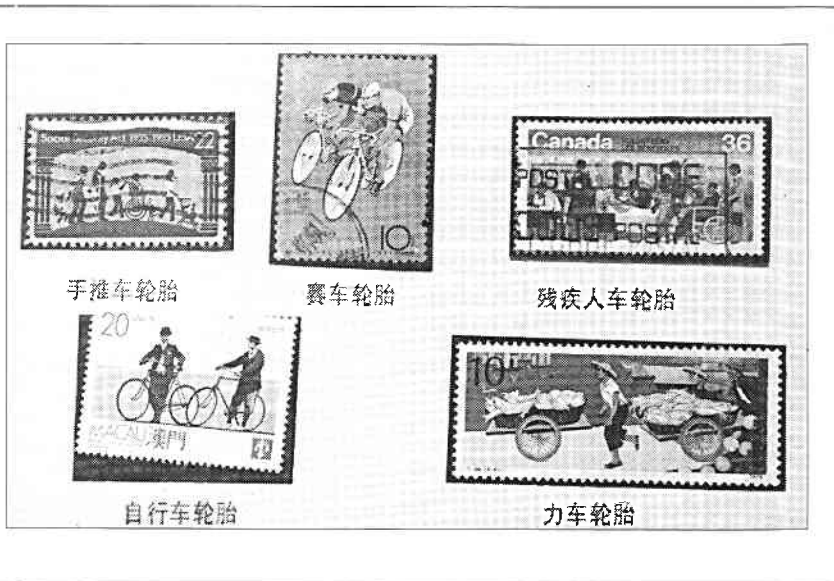 22
10
Canada
36
POSTAL CODE
POSTAL
手推车轮胎
赛车轮胎
残疾人车轮胎
20
MACAU 澳門
10
自行车轮胎
力车轮胎